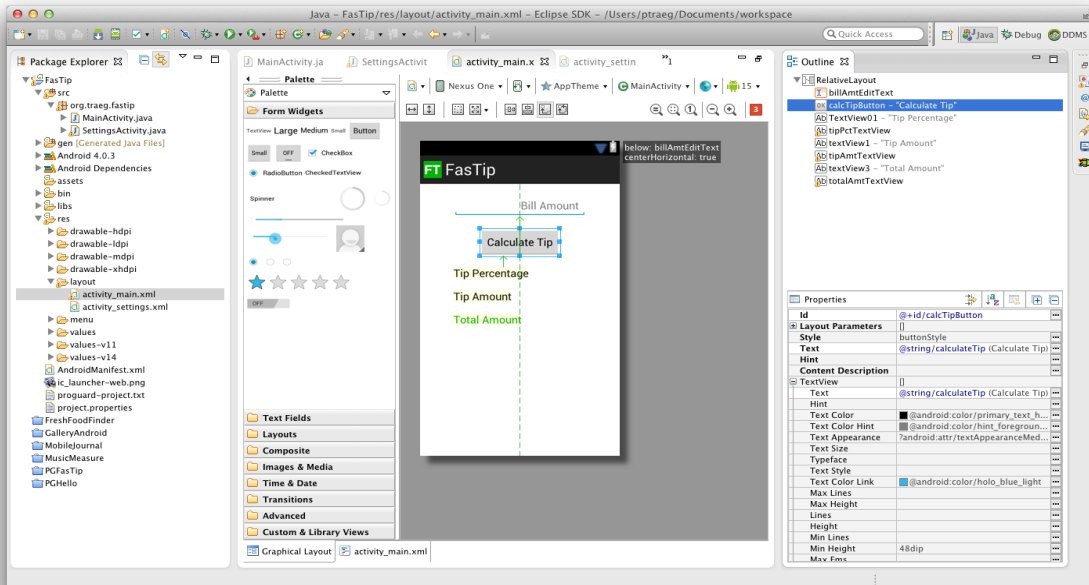 Java – FasTip/res/layout/activity_main.xml – Eclipse SDK – /Users/ptraeg/Documents/workspace
Quick Access
Java
Debug
DDMS
Package Explorer
FasTip
src
org.traeg.fastip
MainActivity.java
SettingsActivity.java
gen [Generated Java Files]
Android 4.0.3
Android Dependencies
assets
bin
libs
res
drawable-hdpi
drawable-ldpi
drawable-mdpi
drawable-xhdpi
layout
activity_main.xml
activity_settings.xml
menu
values
values-v11
values-v14
AndroidManifest.xml
ic_launcher-web.png
proguard-project.txt
project.properties
FreshFoodFinder
GalleryAndroid
MobileJournal
MusicMeasure
PGFasTip
PGHello
MainActivity.ja
SettingsActivit
activity_main.x
activity_settin
»1
Palette
Palette
Form Widgets
TextView Large Medium Small Button
Small OFF CheckBox
RadioButton CheckedTextView
Spinner
OFF
Text Fields
Layouts
Composite
Images & Media
Time & Date
Transitions
Advanced
Custom & Library Views
Graphical Layout
activity_main.xml
Nexus One
AppTheme
MainActivity
15
3
below: billAmtEditText
centerHorizontal: true
FT FasTip
Bill Amount
Calculate Tip
Tip Percentage
Tip Amount
Total Amount
Outline
RelativeLayout
billAmtEditText
calcTipButton – "Calculate Tip"
TextView01 – "Tip Percentage"
tipPctTextView
textView1 – "Tip Amount"
tipAmtTextView
textView3 – "Total Amount"
totalAmtTextView
Properties
Id @+id/calcTipButton
Layout Parameters []
Style buttonStyle
Text @string/calculateTip (Calculate Tip)
Hint
Content Description
TextView []
Text @string/calculateTip (Calculate Tip)
Hint
Text Color @android:color/primary_text_h...
Text Color Hint @android:color/hint_foregroun...
Text Appearance ?android:attr/textAppearanceMed...
Text Size
Typeface
Text Style
Text Color Link @android:color/holo_blue_light
Max Lines
Max Height
Lines
Height
Min Lines
Min Height 48dip
Max Ems